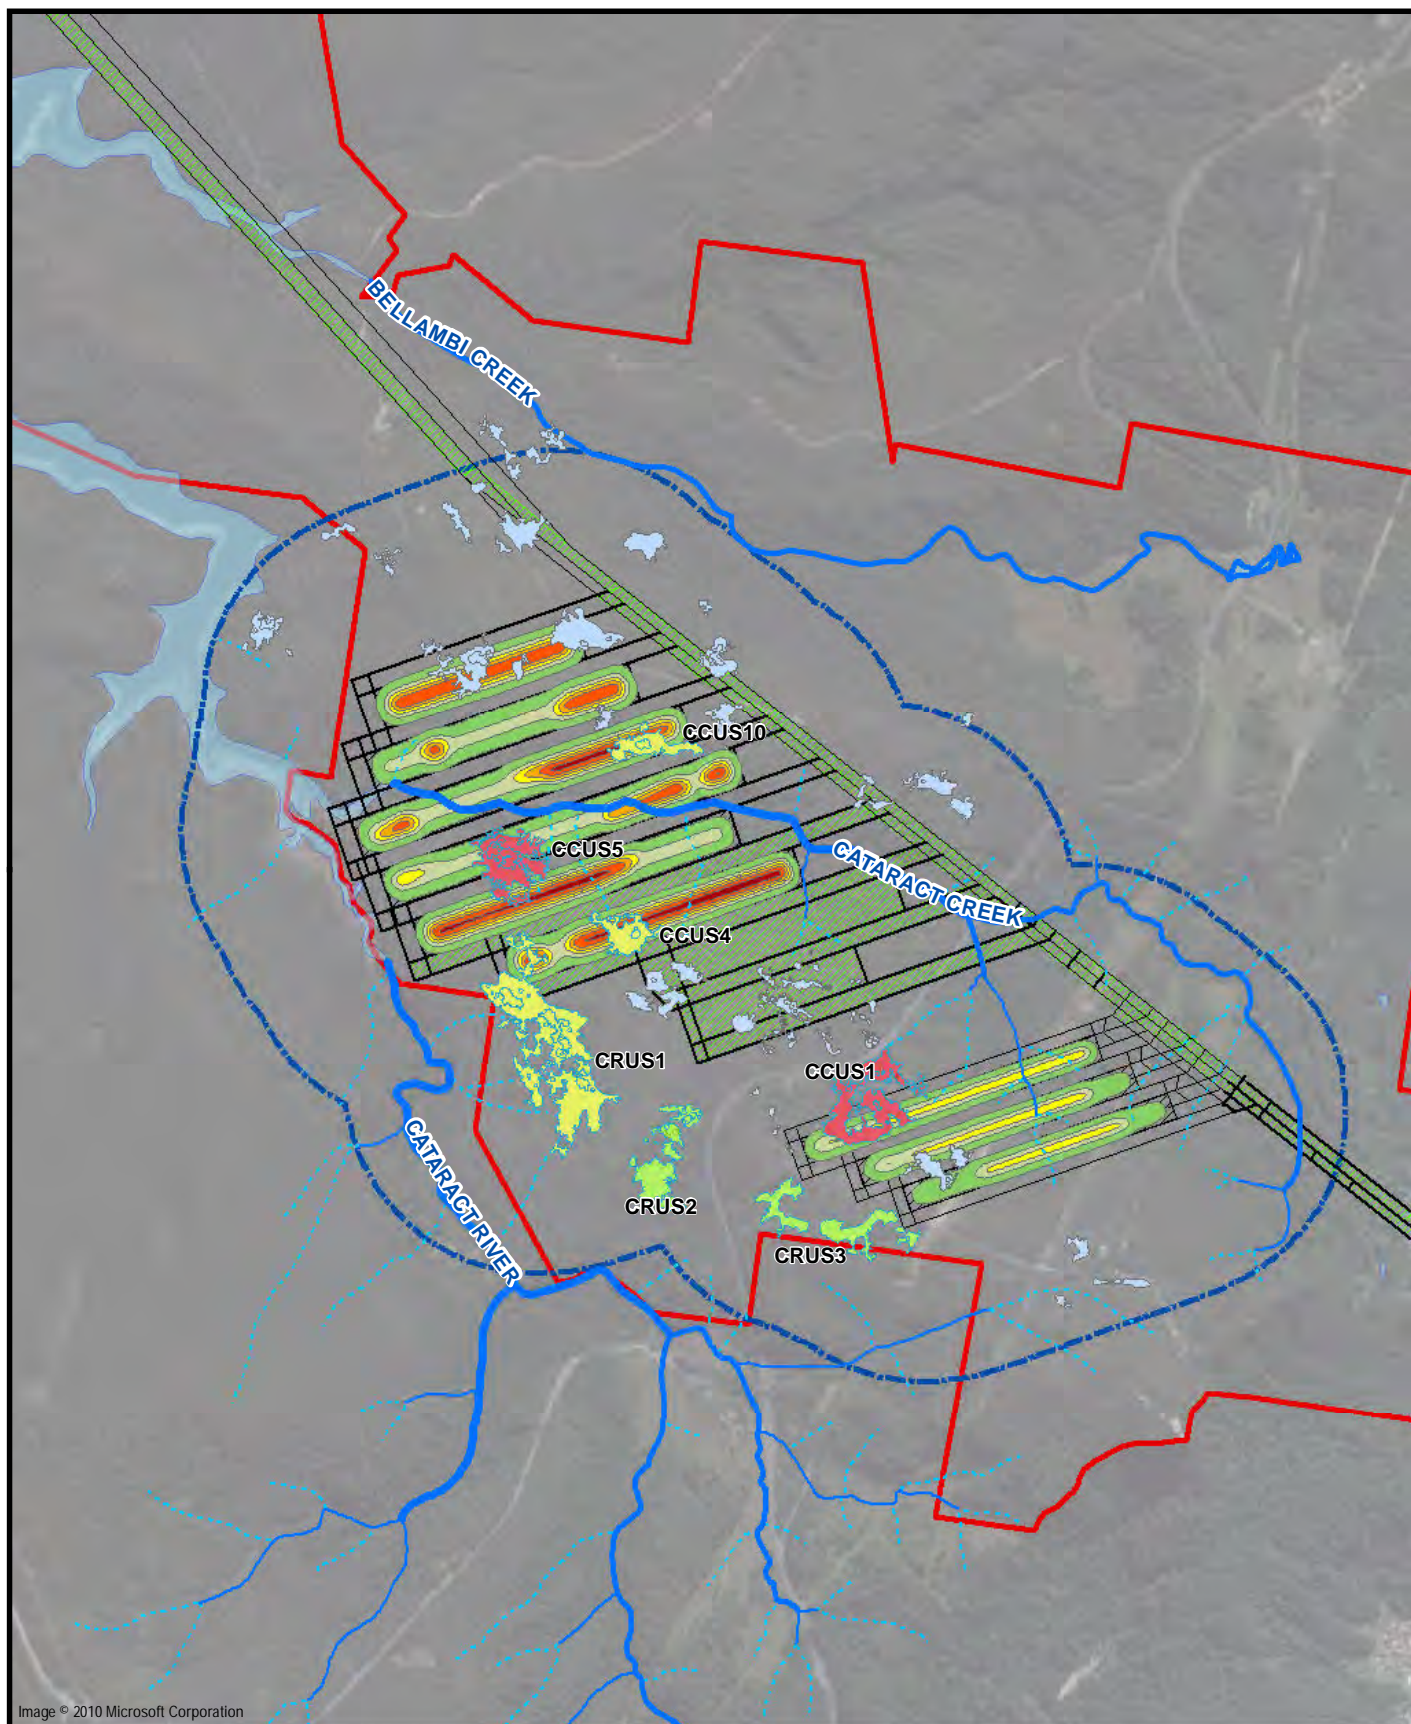 BELLAMBI CREEK
CCUS10
CCUS5
CATARACT CREEK
CCUS4
CRUS1
CCUS1
CATARACT RIVER
CRUS2
CRUS3
Image © 2010 Microsoft Corporation